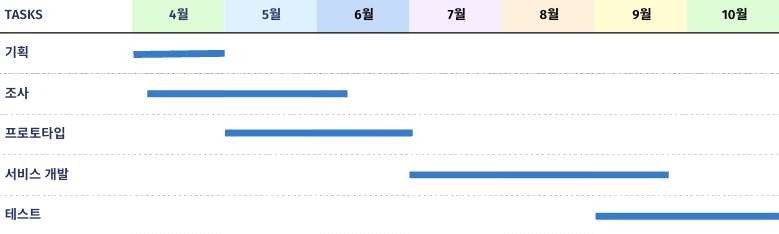 TASKS 4월 5월 6월 7월 8월 9월 10월
기획
조사
프로토타입
서비스 개발
테스트